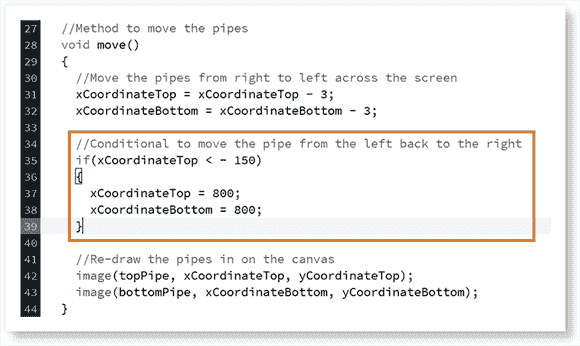 27 //Method to move the pipes
28 void move()
29 {
30 //Move the pipes from right to left across the screen
31 xCoordinateTop = xCoordinateTop - 3;
32 xCoordinateBottom = xCoordinateBottom - 3;
33
34 //Conditional to move the pipe from the left back to the right
35 if(xCoordinateTop < - 150)
36 {
37 xCoordinateTop = 800;
38 xCoordinateBottom = 800;
39 }
40
41 //Re-draw the pipes in on the canvas
42 image(topPipe, xCoordinateTop, yCoordinateTop);
43 image(bottomPipe, xCoordinateBottom, yCoordinateBottom);
44 }